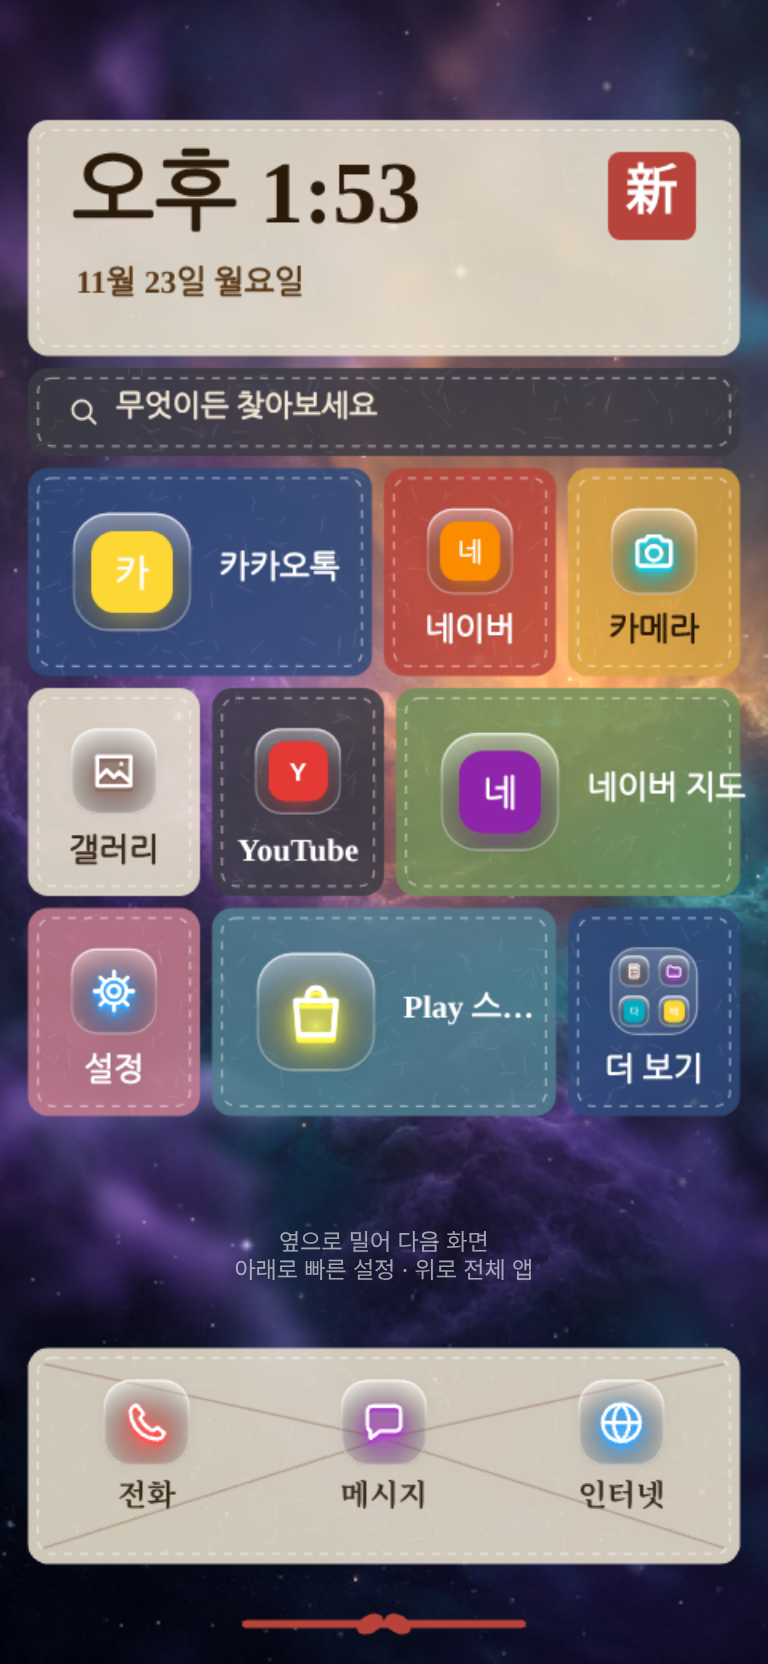 오후 1:53
新
11월 23일 월요일
무엇이든 찾아보세요
카
카카오톡
네
네이버
카메라
갤러리
Y
YouTube
네
네이버 지도
설정
Play 스...
더 보기
옆으로 밀어 다음 화면
아래로 빠른 설정 · 위로 전체 앱
전화
메시지
인터넷